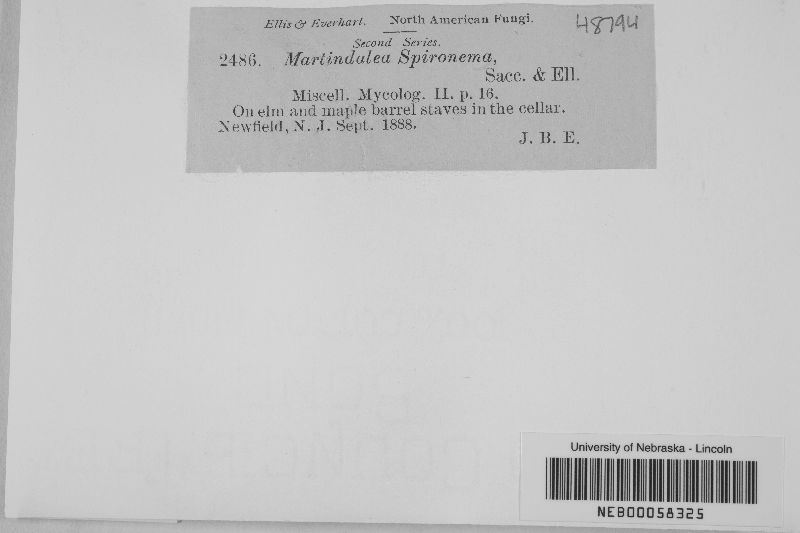 Ellis & Everhart. North American Fungi.
48794
Second Series.
2486. Martindalea Spironema,
Sacc. & Ell.
Miscell. Mycolog. II. p. 16.
On elm and maple barrel staves in the cellar.
Newfield, N. J. Sept. 1888.
J. B. E.
University of Nebraska - Lincoln
NEB00058325